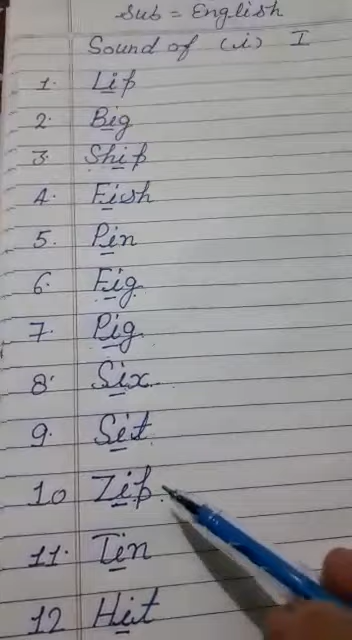 Sub = English
Sound of (i) I
1. Lip
2. Big
3. Ship
4. Fish
5. Pin
6. Fig
7. Pig
8. Six
9. Sit
10 Zip
11. Tin
12 Hit